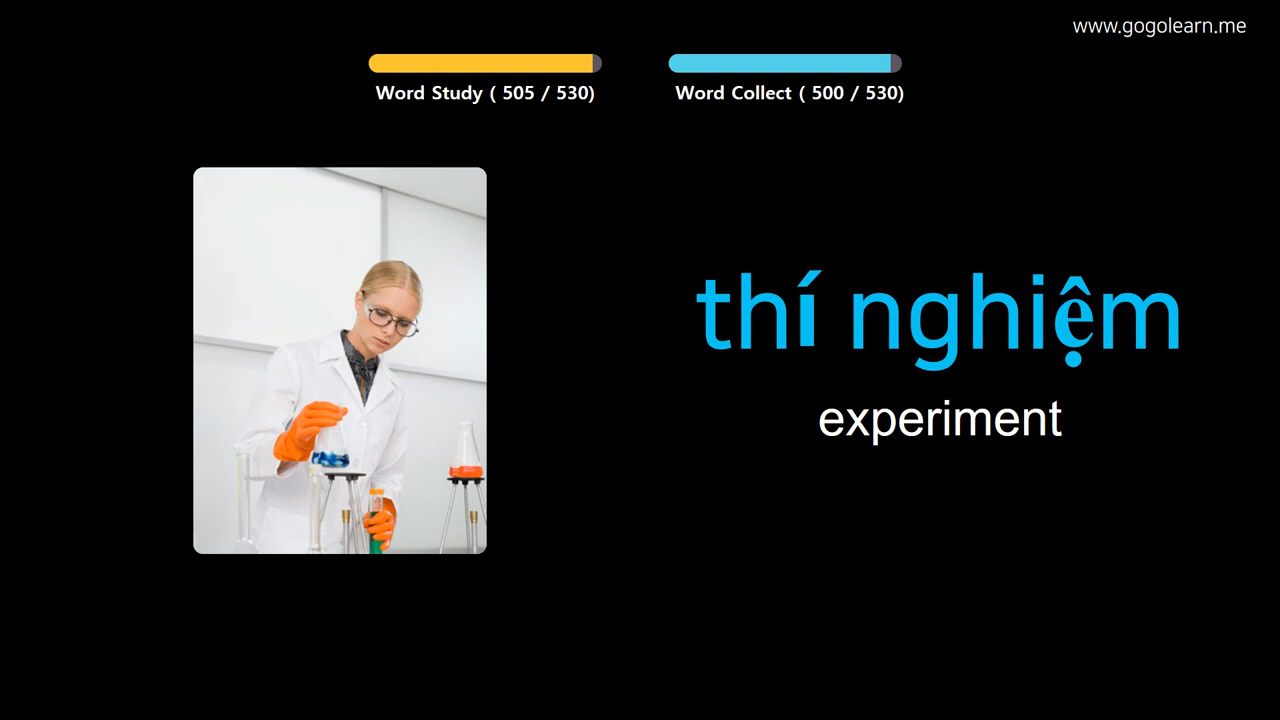 www.gogolearn.me
Word Study ( 505 / 530)
Word Collect ( 500 / 530)
thí nghiệm
experiment